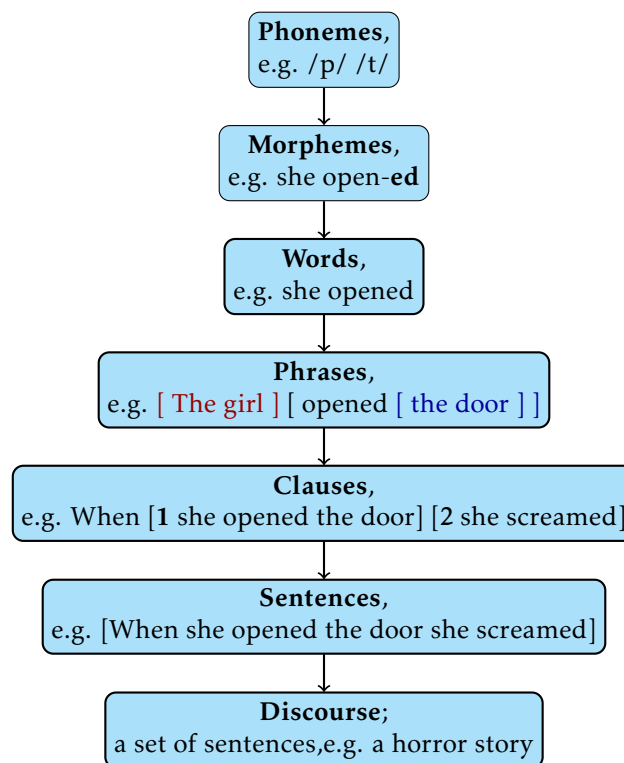 Phonemes,
e.g. /p/ /t/
Morphemes,
e.g. she open-ed
Words,
e.g. she opened
Phrases,
e.g. [ The girl ] [ opened [ the door ] ]
Clauses,
e.g. When [1 she opened the door] [2 she screamed]
Sentences,
e.g. [When she opened the door she screamed]
Discourse;
a set of sentences,e.g. a horror story